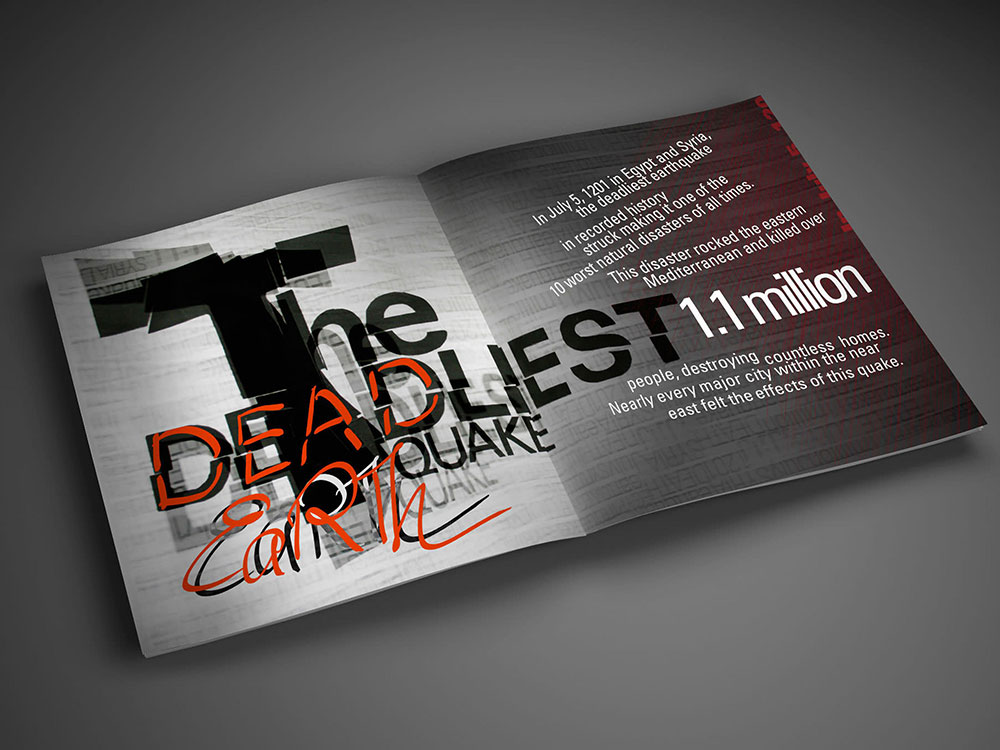 The
DEADLIEST
EaRTh QUAKE
In July 5, 1201 in Egypt and Syria,
the deadliest earthquake
in recorded history
struck making it one of the
10 worst natural disasters of all times.
This disaster rocked the eastern
Mediterranean and killed over
1.1 million
people, destroying countless homes.
Nearly every major city within the near
east felt the effects of this quake.